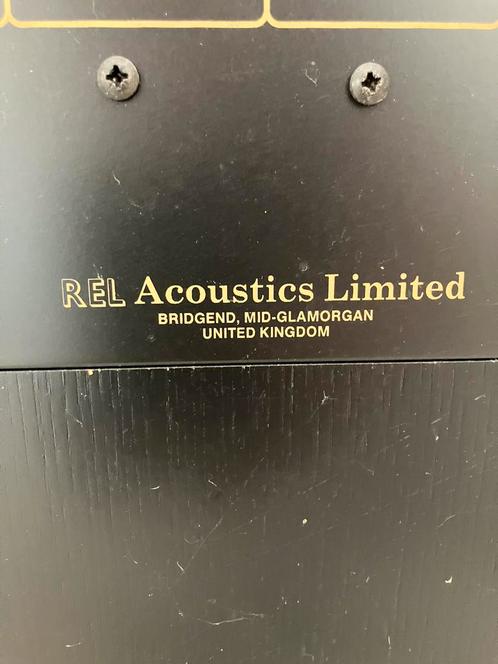 REL Acoustics Limited
BRIDGEND, MID-GLAMORGAN
UNITED KINGDOM